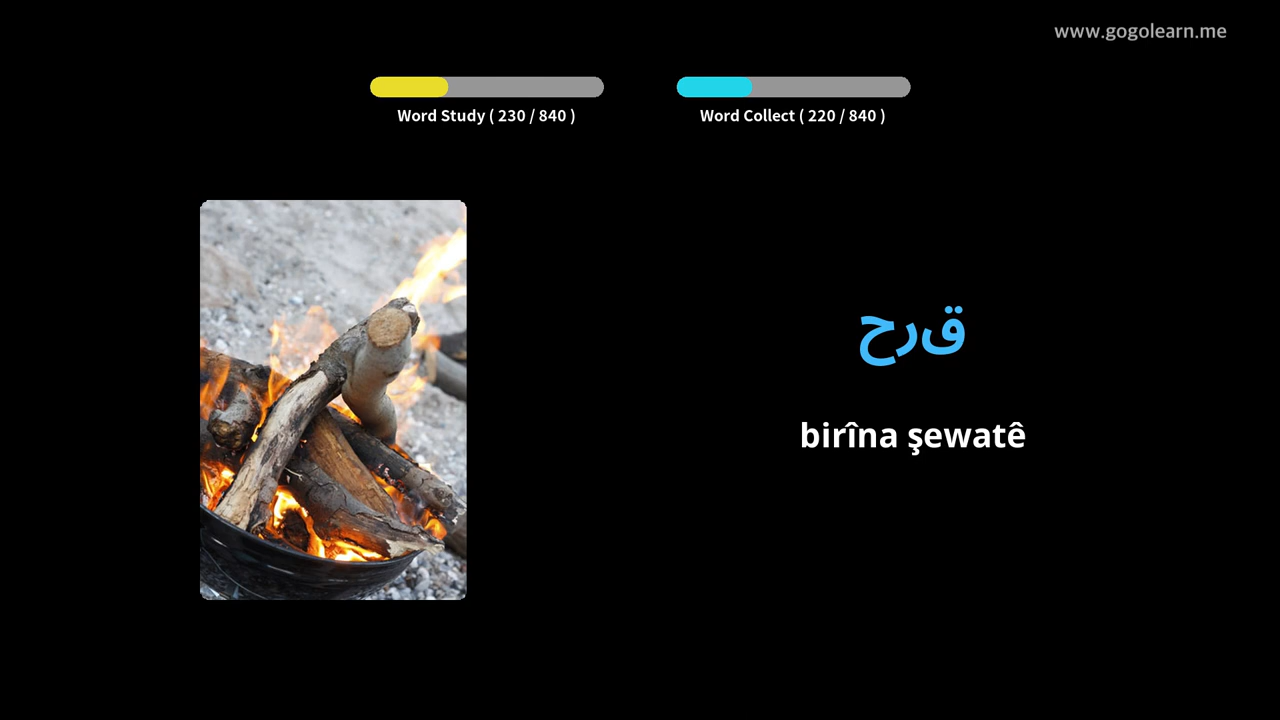 www.gogolearn.me
Word Study ( 230 / 840 )
Word Collect ( 220 / 840 )
حرق
birîna şewatê